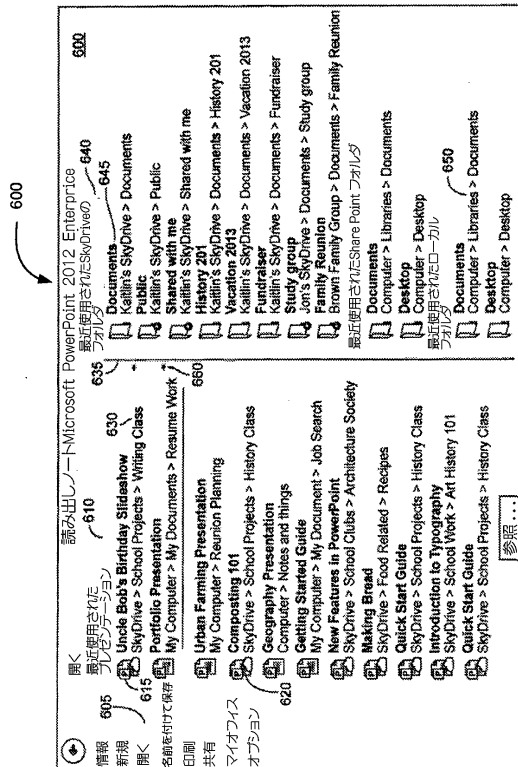 600
読み出しノートMicrosoft PowerPoint 2012 Enterprise
600
情報
新規
開く
名前を付けて保存
印刷
共有
マイオフィス
オプション
605
開く
最近使用された
プレゼンテーション
610
615
Uncle Bob's Birthday Slideshow
SkyDrive > School Projects > Writing Class
630
Portfolio Presentation
My Computer > My Documents > Resume Work
660
Urban Farming Presentation
My Computer > Reunion Planning
Composting 101
SkyDrive > School Projects > History Class
620
Geography Presentation
Computer > Notes and things
Getting Started Guide
My Computer > My Document > Job Search
New Features in PowerPoint
SkyDrive > School Clubs > Architecture Society
Making Bread
SkyDrive > Food Related > Recipes
Quick Start Guide
SkyDrive > School Projects > History Class
Introduction to Typography
SkyDrive > School Work > Art History 101
Quick Start Guide
SkyDrive > School Projects > History Class
参照...
635
最近使用されたSkyDriveの
フォルダ
640
645
Documents
Kaitlin's SkyDrive > Documents
Public
Kaitlin's SkyDrive > Public
Shared with me
Kaitlin's SkyDrive > Shared with me
History 201
Kaitlin's SkyDrive > Documents > History 201
Vacation 2013
Kaitlin's SkyDrive > Documents > Vacation 2013
Fundraiser
Kaitlin's SkyDrive > Documents > Fundraiser
Study group
Jon's SkyDrive > Documents > Study group
Family Reunion
Brown Family Group > Documents > Family Reunion
最近使用されたShare Point フォルダ
Documents
Computer > Libraries > Documents
Desktop
Computer > Desktop
最近使用されたローカル
フォルダ
650
Documents
Computer > Libraries > Documents
Desktop
Computer > Desktop